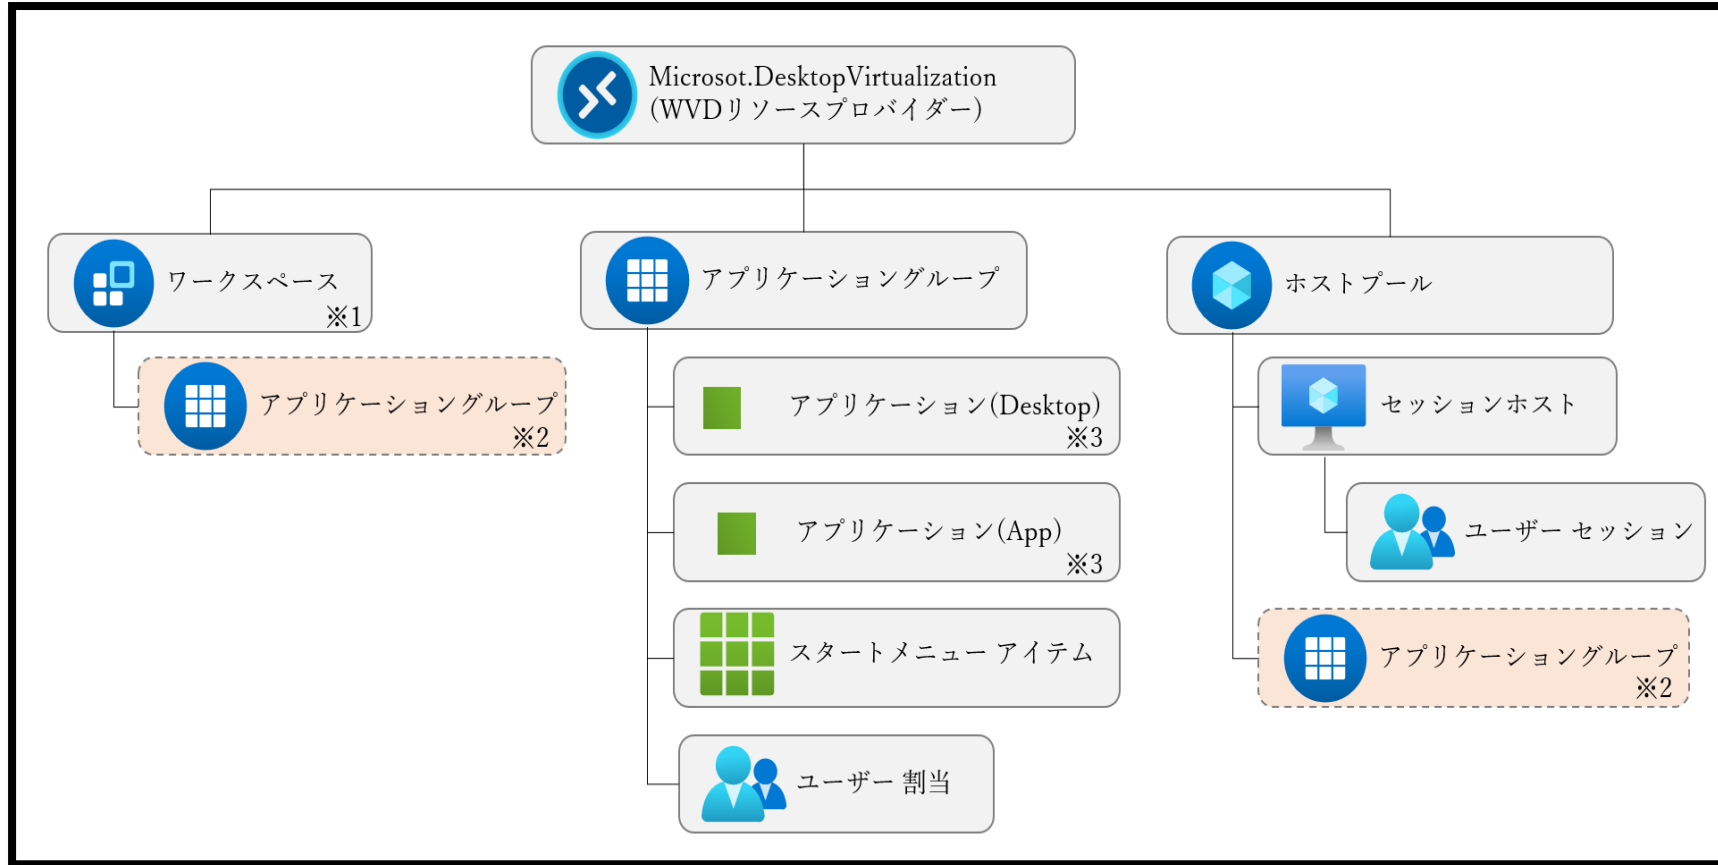 Microsot.DesktopVirtualization
(WVDリソースプロバイダー)
ワークスペース
※1
アプリケーショングループ
※2
アプリケーショングループ
アプリケーション(Desktop)
※3
アプリケーション(App)
※3
スタートメニュー アイテム
ユーザー 割当
ホストプール
セッションホスト
ユーザー セッション
アプリケーショングループ
※2